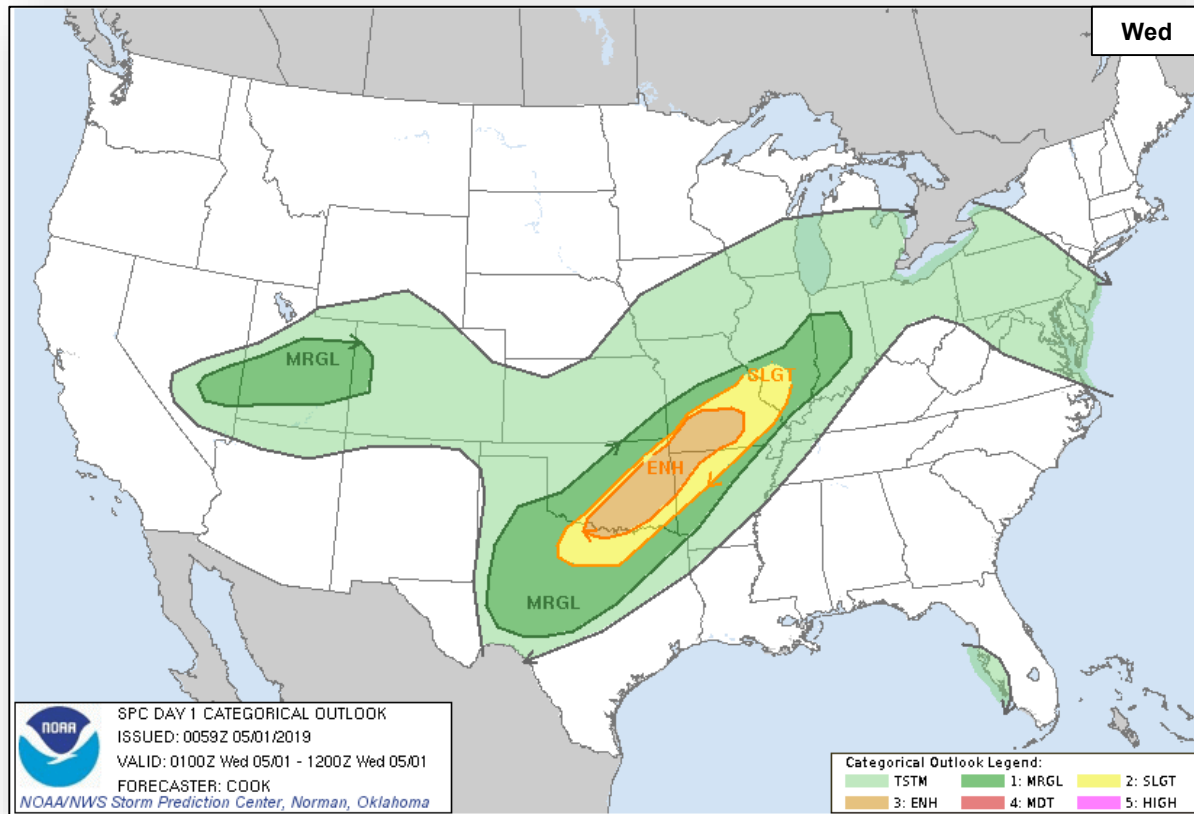 Wed
MRGL
SLGT
ENH
MRGL
NOAA
SPC DAY 1 CATEGORICAL OUTLOOK
ISSUED: 0059Z 05/01/2019
VALID: 0100Z Wed 05/01 - 1200Z Wed 05/01
FORECASTER: COOK
NOAA/NWS Storm Prediction Center, Norman, Oklahoma
Categorical Outlook Legend:
TSTM 1: MRGL 2: SLGT
3: ENH 4: MDT 5: HIGH